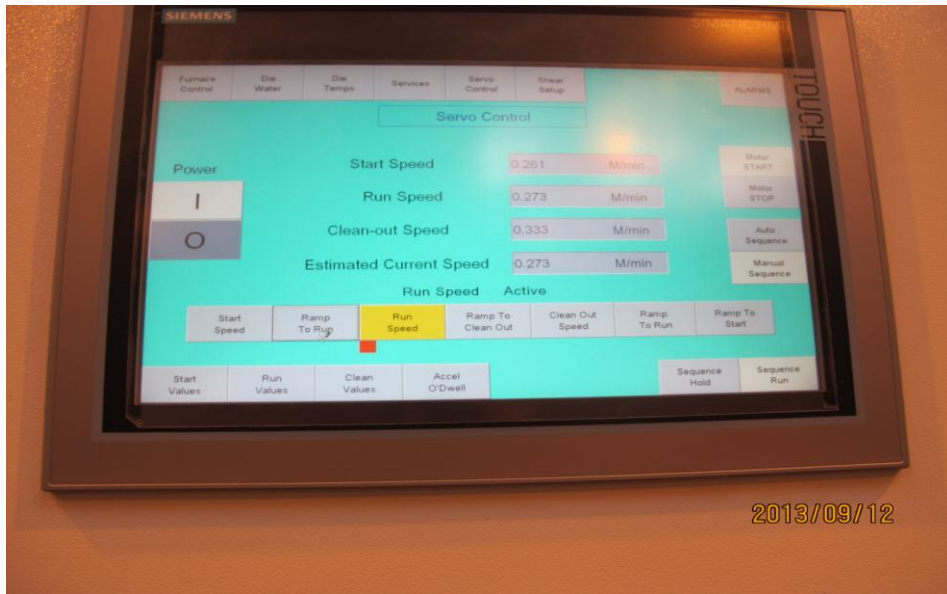 SIEMENS
SIMATIC HMI
TOUCH
Furnace Control
Die Water
Die Temps
Services
Servo Control
Shear Setup
ALARMS
Servo Control
Power
I
O
Start Speed 0.261 M/min
Run Speed 0.273 M/min
Clean-out Speed 0.333 M/min
Estimated Current Speed 0.273 M/min
Run Speed Active
Motor START
Motor STOP
Auto Sequence
Manual Sequence
Start Speed
Ramp To Run
Run Speed
Ramp To Clean Out
Clean Out Speed
Ramp To Run
Ramp To Start
Start Values
Run Values
Clean Values
Accel O'Dwell
Sequence Hold
Sequence Run
2013/09/12